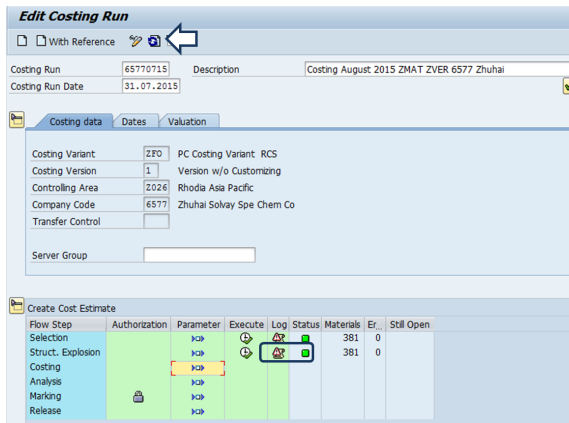 Edit Costing Run
With Reference
Costing Run 65770715 Description Costing August 2015 ZMAT ZVER 6577 Zhuhai
Costing Run Date 31.07.2015
Costing data Dates Valuation
Costing Variant ZFO PC Costing Variant RCS
Costing Version 1 Version w/o Customizing
Controlling Area Z026 Rhodia Asia Pacific
Company Code 6577 Zhuhai Solvay Spe Chem Co
Transfer Control
Server Group
Create Cost Estimate
Flow Step Authorization Parameter Execute Log Status Materials Er... Still Open
Selection 381 0
Struct. Explosion 381 0
Costing
Analysis
Marking
Release